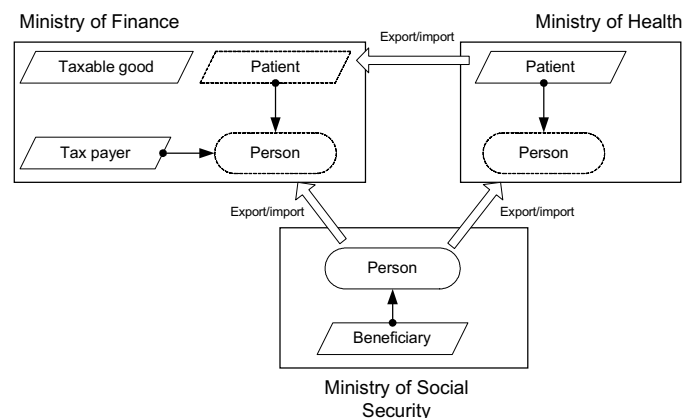 Ministry of Finance
Ministry of Health
Export/import
Taxable good
Patient
Patient
Tax payer
Person
Person
Export/import
Export/import
Person
Beneficiary
Ministry of Social
Security